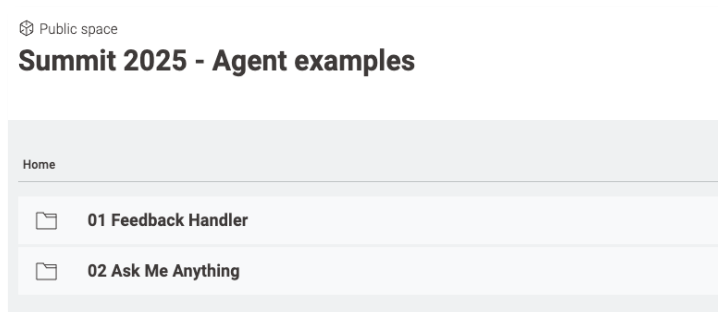 Public space
Summit 2025 - Agent examples
Home
01 Feedback Handler
02 Ask Me Anything